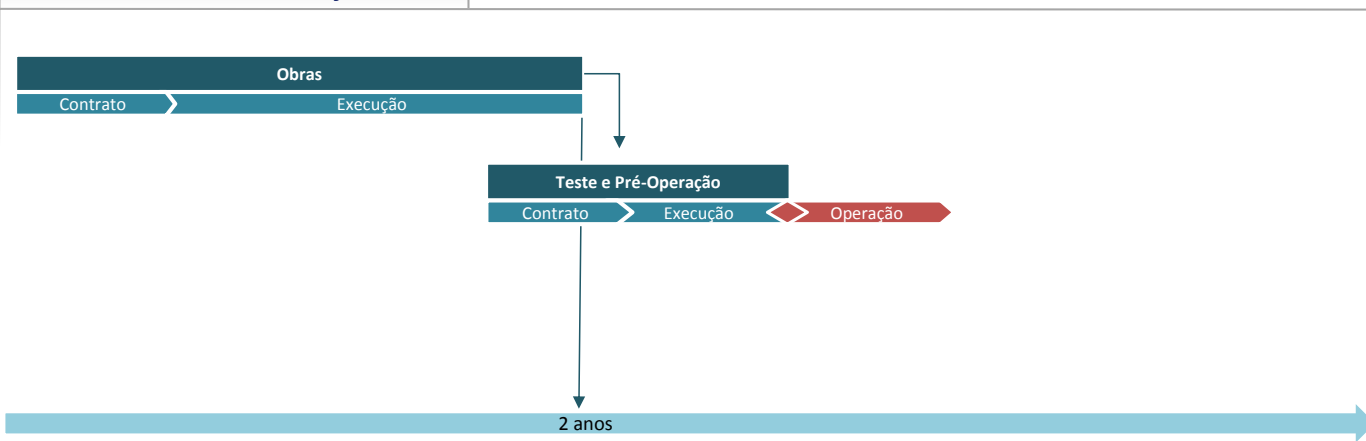 Obras
Contrato
Execução
Teste e Pré-Operação
Contrato
Execução
Operação
2 anos